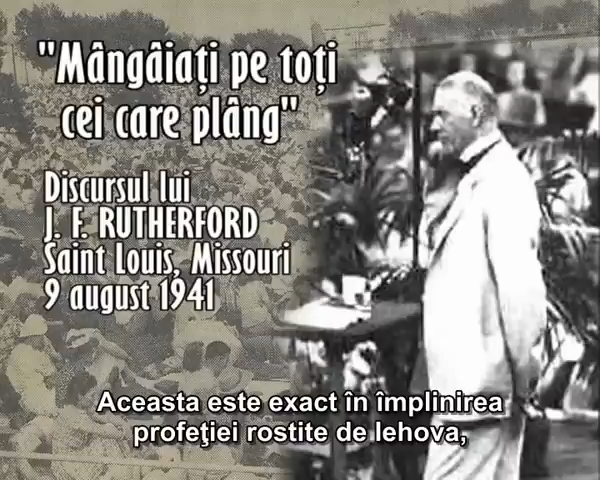 "Mângâiați pe toți
cei care plâng"
Discursul lui
J. F. RUTHERFORD
Saint Louis, Missouri
9 august 1941
Aceasta este exact în împlinirea
profeţiei rostite de Iehova,